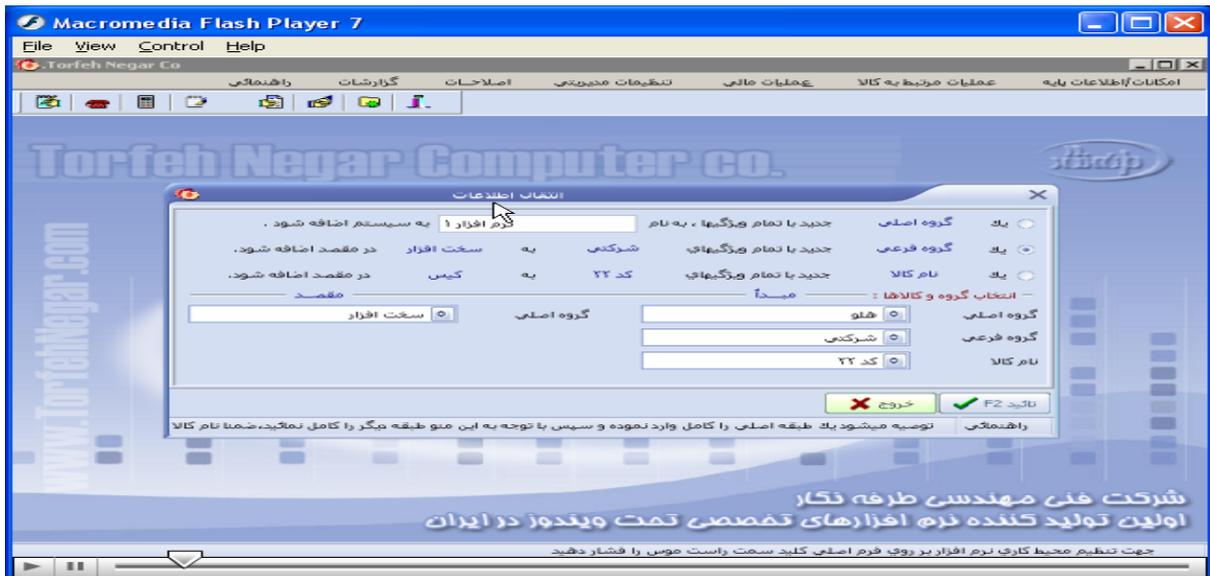 Macromedia Flash Player 7
File View Control Help
.Torfeh Negar Co
امکانات/اطلاعات پایه عملیات مرتبط به کالا عملیات مالی تنظیمات مدیریتی اصلاحات گزارشات راهنمائی
Torfeh Negar Computer co.
www.TorfehNegar.com
انتقال اطلاعات
یك گروه اصلی جدید با تمام ویژگیها ، به نام نرم افزار ۱ به سیستم اضافه شود .
یك گروه فرعی جدید با تمام ویژگیهای شرکتی به سخت افزار در مقصد اضافه شود.
یك نام کالا جدید با تمام ویژگیهای کد ۲۲ به کیس در مقصد اضافه شود.
انتخاب گروه و کالاها : مبدأ مقصد
گروه اصلی هلو گروه اصلی سخت افزار
گروه فرعی شرکتی
نام کالا کد ۲۲
تائید F2 خروج
راهنمائی توصیه میشود یك طبقه اصلی را کامل وارد نموده و سپس با توجه به این منو طبقه دیگر را کامل نمائید،ضمنا نام کالا
شرکت فنی مهندسی طرفه نگار
اولین تولید کننده نرم افزارهای تخصصی تحت ویندوز در ایران
جهت تنظیم محیط کاری نرم افزار بر روی فرم اصلی کلید سمت راست موس را فشار دهید